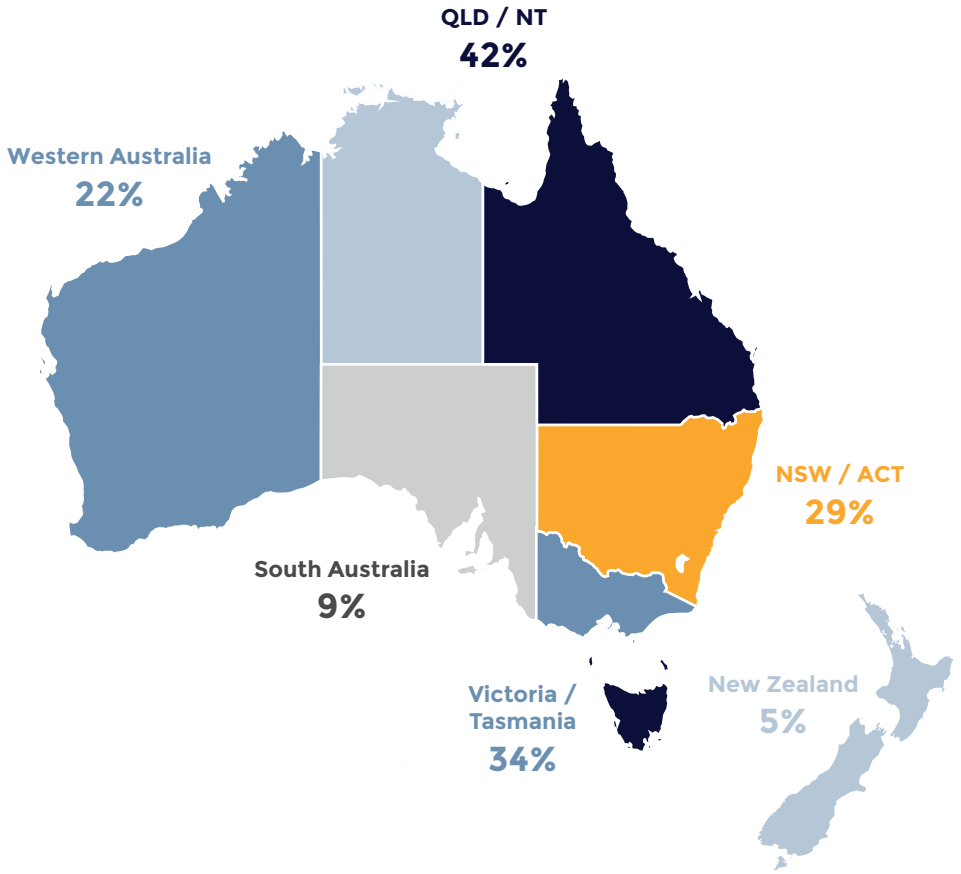 QLD / NT
42%
Western Australia
22%
NSW / ACT
29%
South Australia
9%
Victoria /
Tasmania
34%
New Zealand
5%